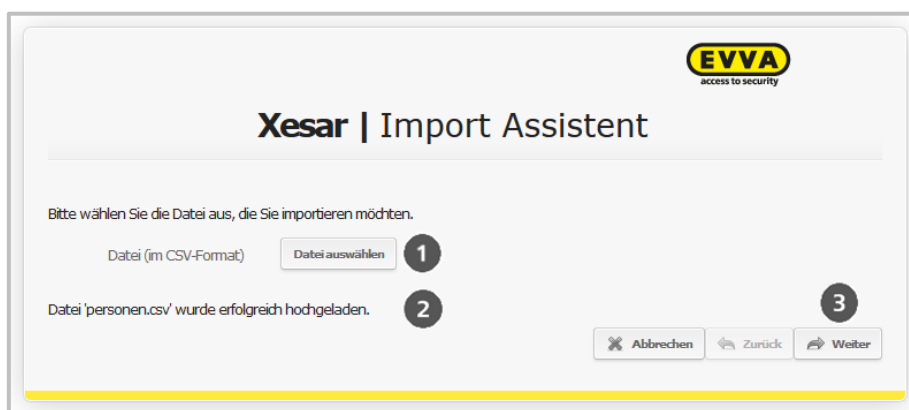 EVVA
access to security
Xesar | Import Assistent
Bitte wählen Sie die Datei aus, die Sie importieren möchten.
Datei (im CSV-Format) Datei auswählen 1
Datei 'personen.csv' wurde erfolgreich hochgeladen. 2
3
Abbrechen Zurück Weiter